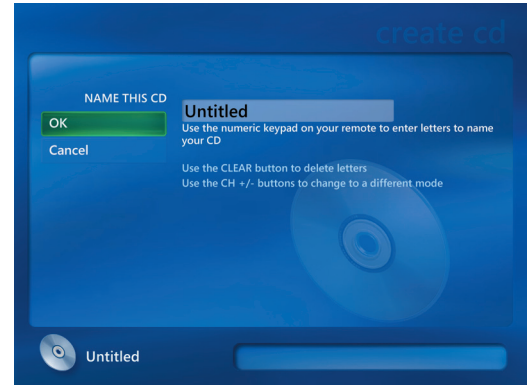 create cd
NAME THIS CD
OK
Cancel
Untitled
Use the numeric keypad on your remote to enter letters to name
your CD
Use the CLEAR button to delete letters
Use the CH +/- buttons to change to a different mode
Untitled